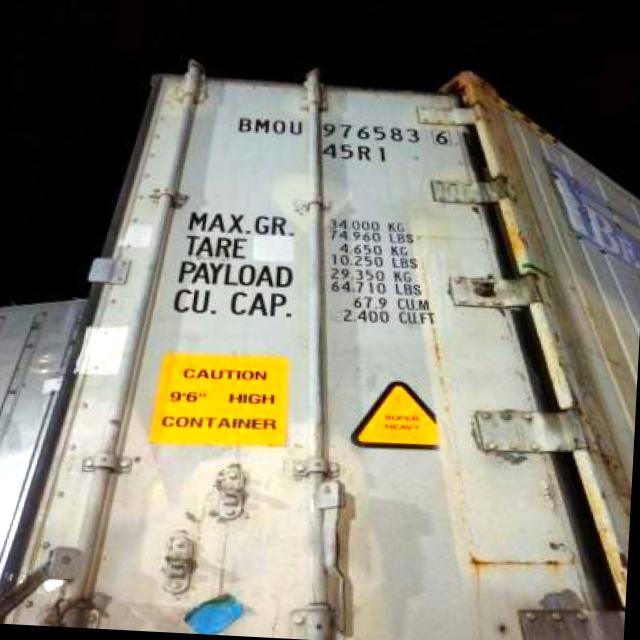 BMOU 976583 6
45R1
MAX.GR. 34.000 KG
74.960 LBS
TARE 4.650 KG
10.250 LBS
PAYLOAD 29.350 KG
64.710 LBS
CU. CAP. 67.9 CU.M
2.400 CU.FT
CAUTION
9'6" HIGH
CONTAINER
SUPER
HEAVY